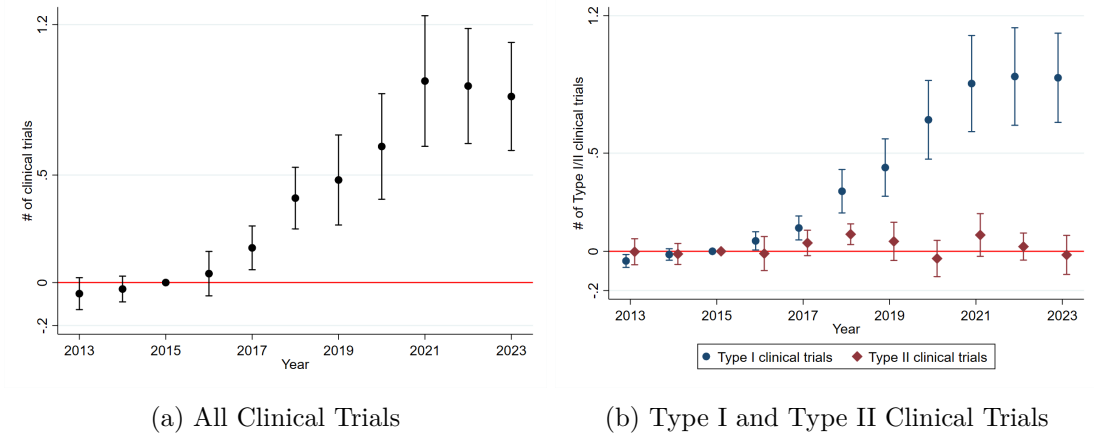 # of clinical trials
1.2
.5
0
-.2
2013 2015 2017 2019 2021 2023
Year
(a) All Clinical Trials
# of Type I/II clinical trials
1.2
.5
0
-.2
2013 2015 2017 2019 2021 2023
Year
Type I clinical trials Type II clinical trials
(b) Type I and Type II Clinical Trials